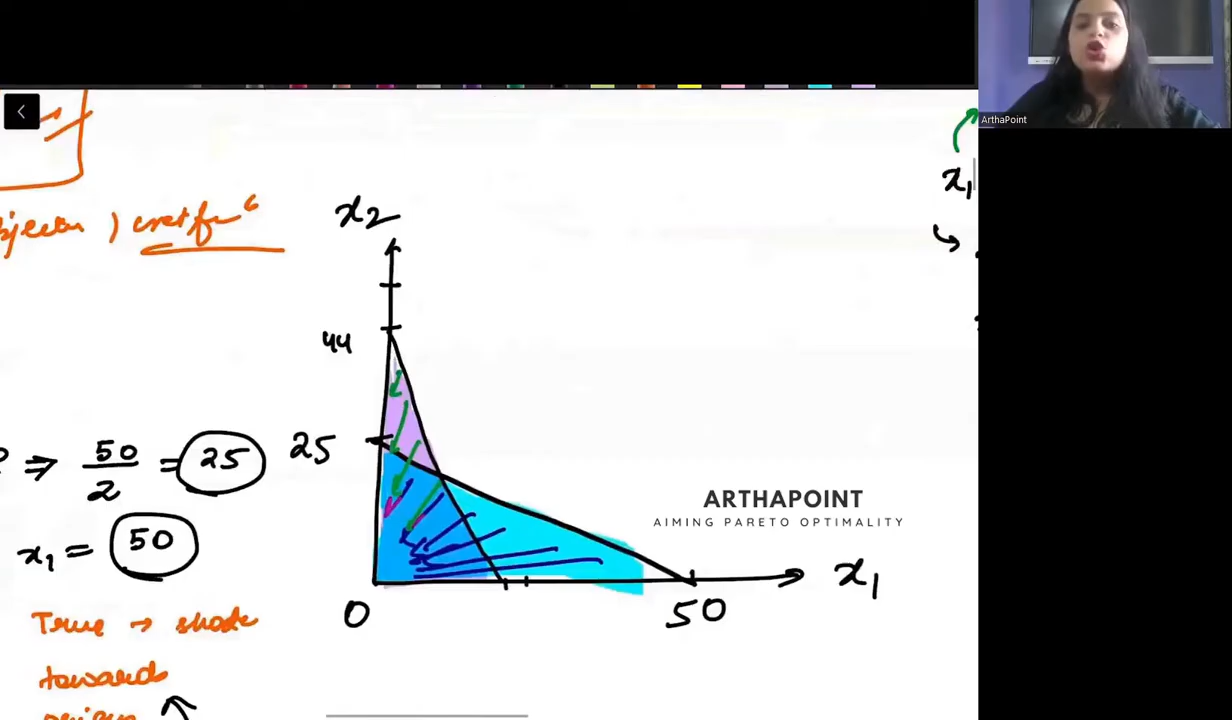 ArthaPoint
x₁
x₂
44
⇒ 50/2 = 25
25
x₁ = 50
ARTHAPOINT
AIMING PARETO OPTIMALITY
x₁
0
50
True → shade
towards